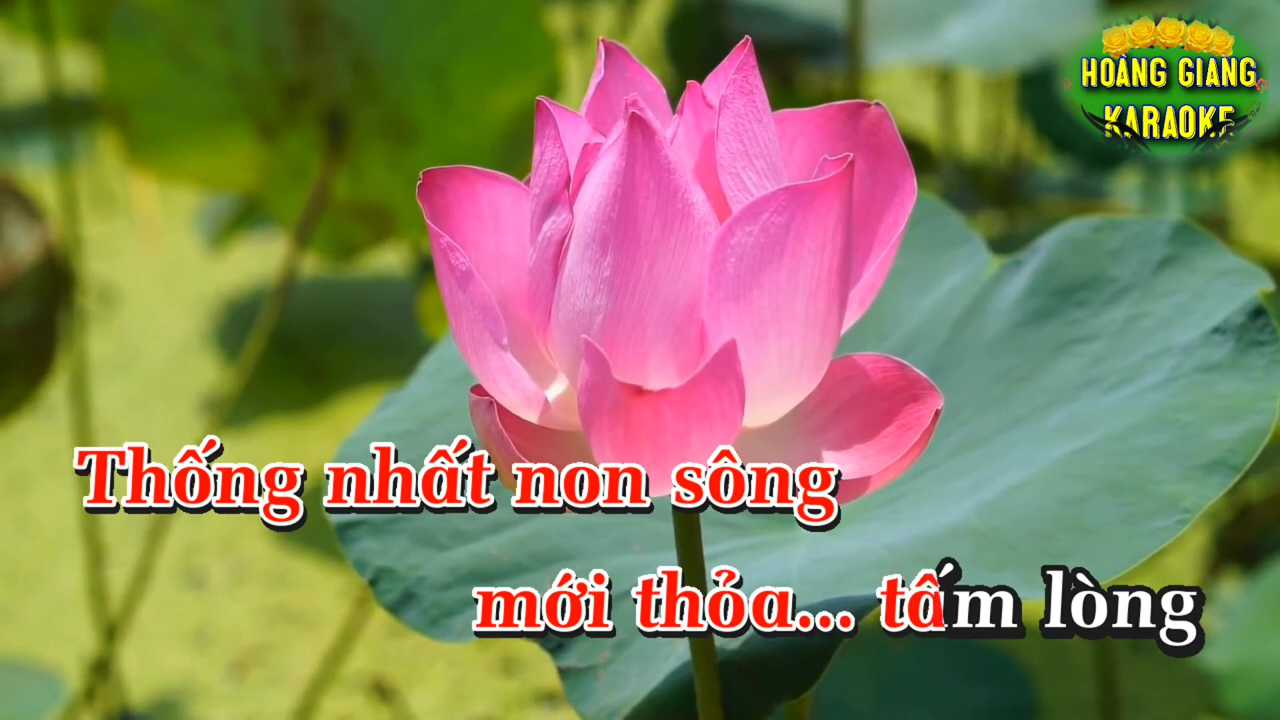 HOÀNG GIANG
KARAOKE
Thống nhất non sông
mới thỏa... tấm lòng